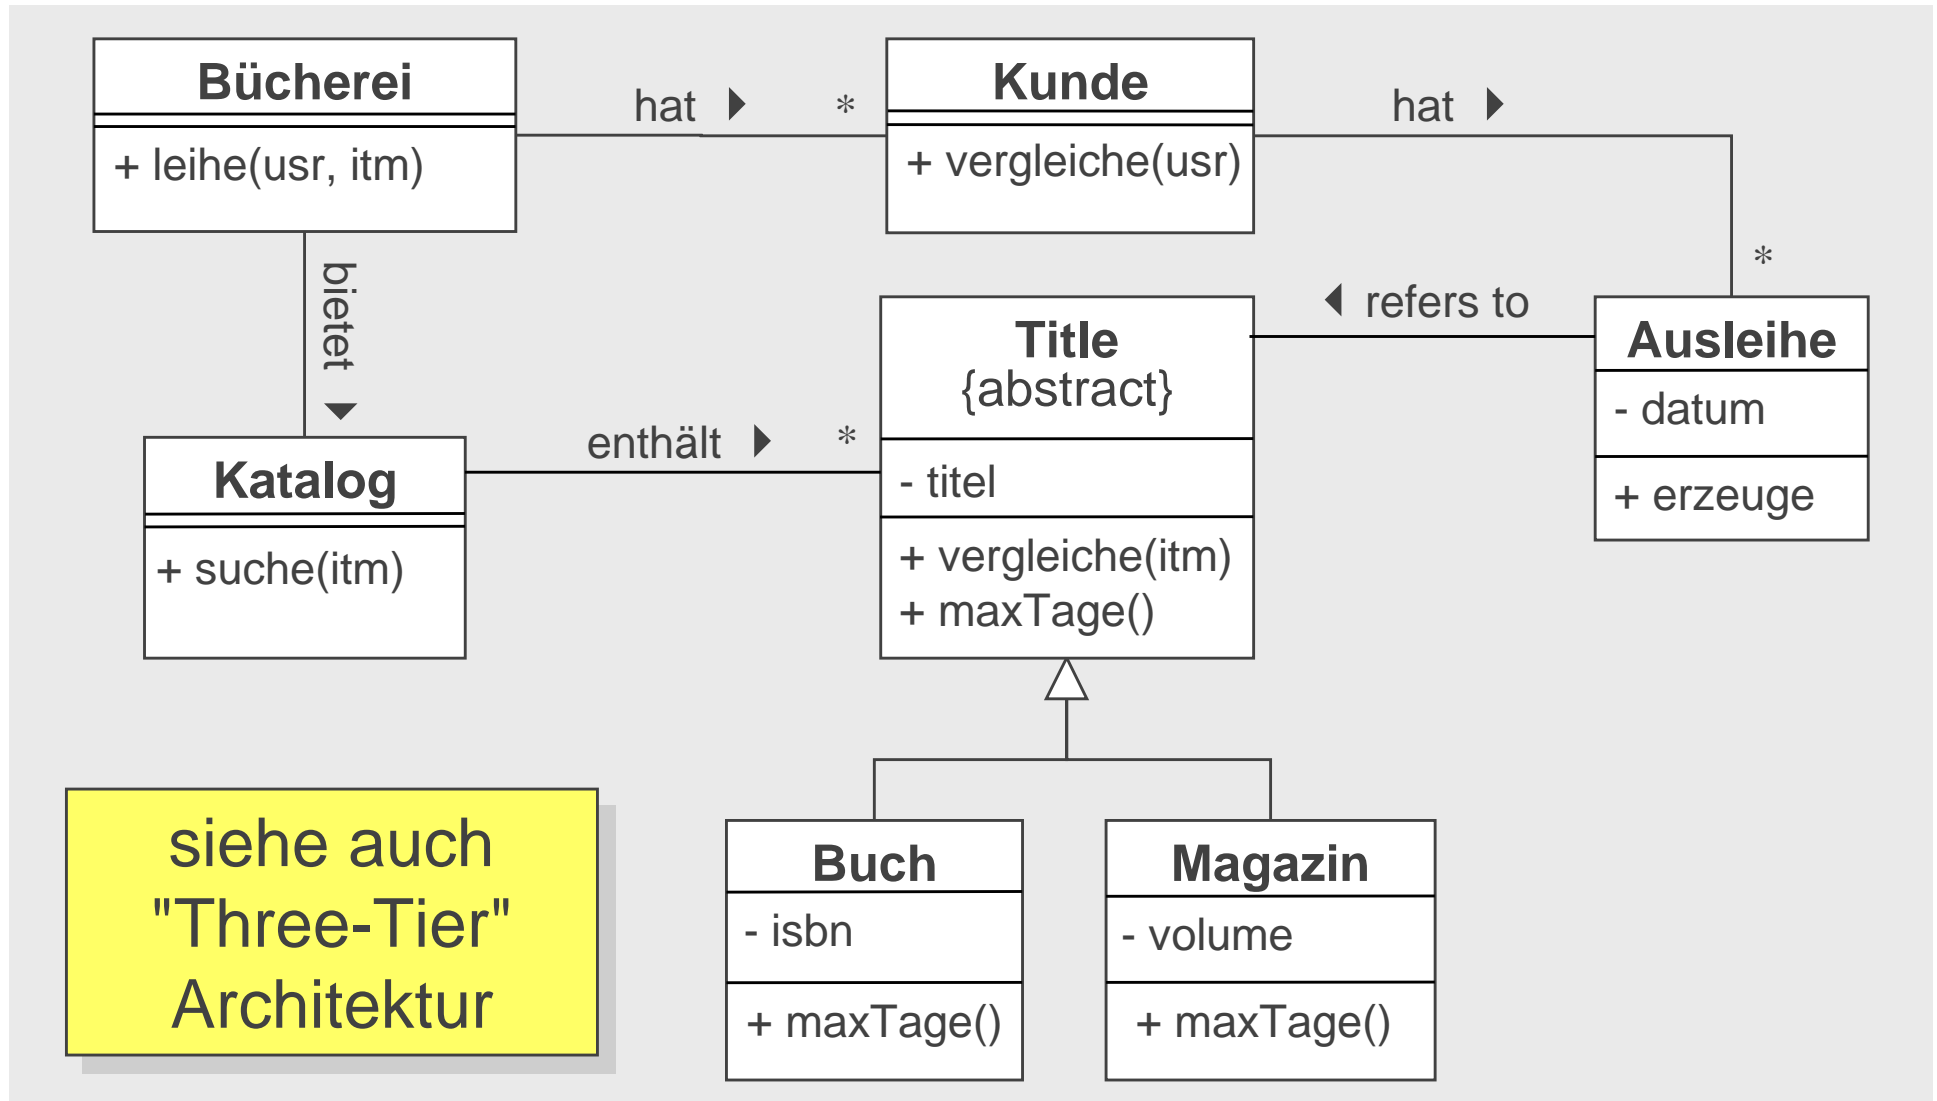 Bücherei
+ leihe(usr, itm)
hat
*
Kunde
+ vergleiche(usr)
hat
*
bietet
Katalog
+ suche(itm)
enthält
*
Title
{abstract}
- titel
+ vergleiche(itm)
+ maxTage()
refers to
Ausleihe
- datum
+ erzeuge
Buch
- isbn
+ maxTage()
Magazin
- volume
+ maxTage()
siehe auch
"Three-Tier"
Architektur